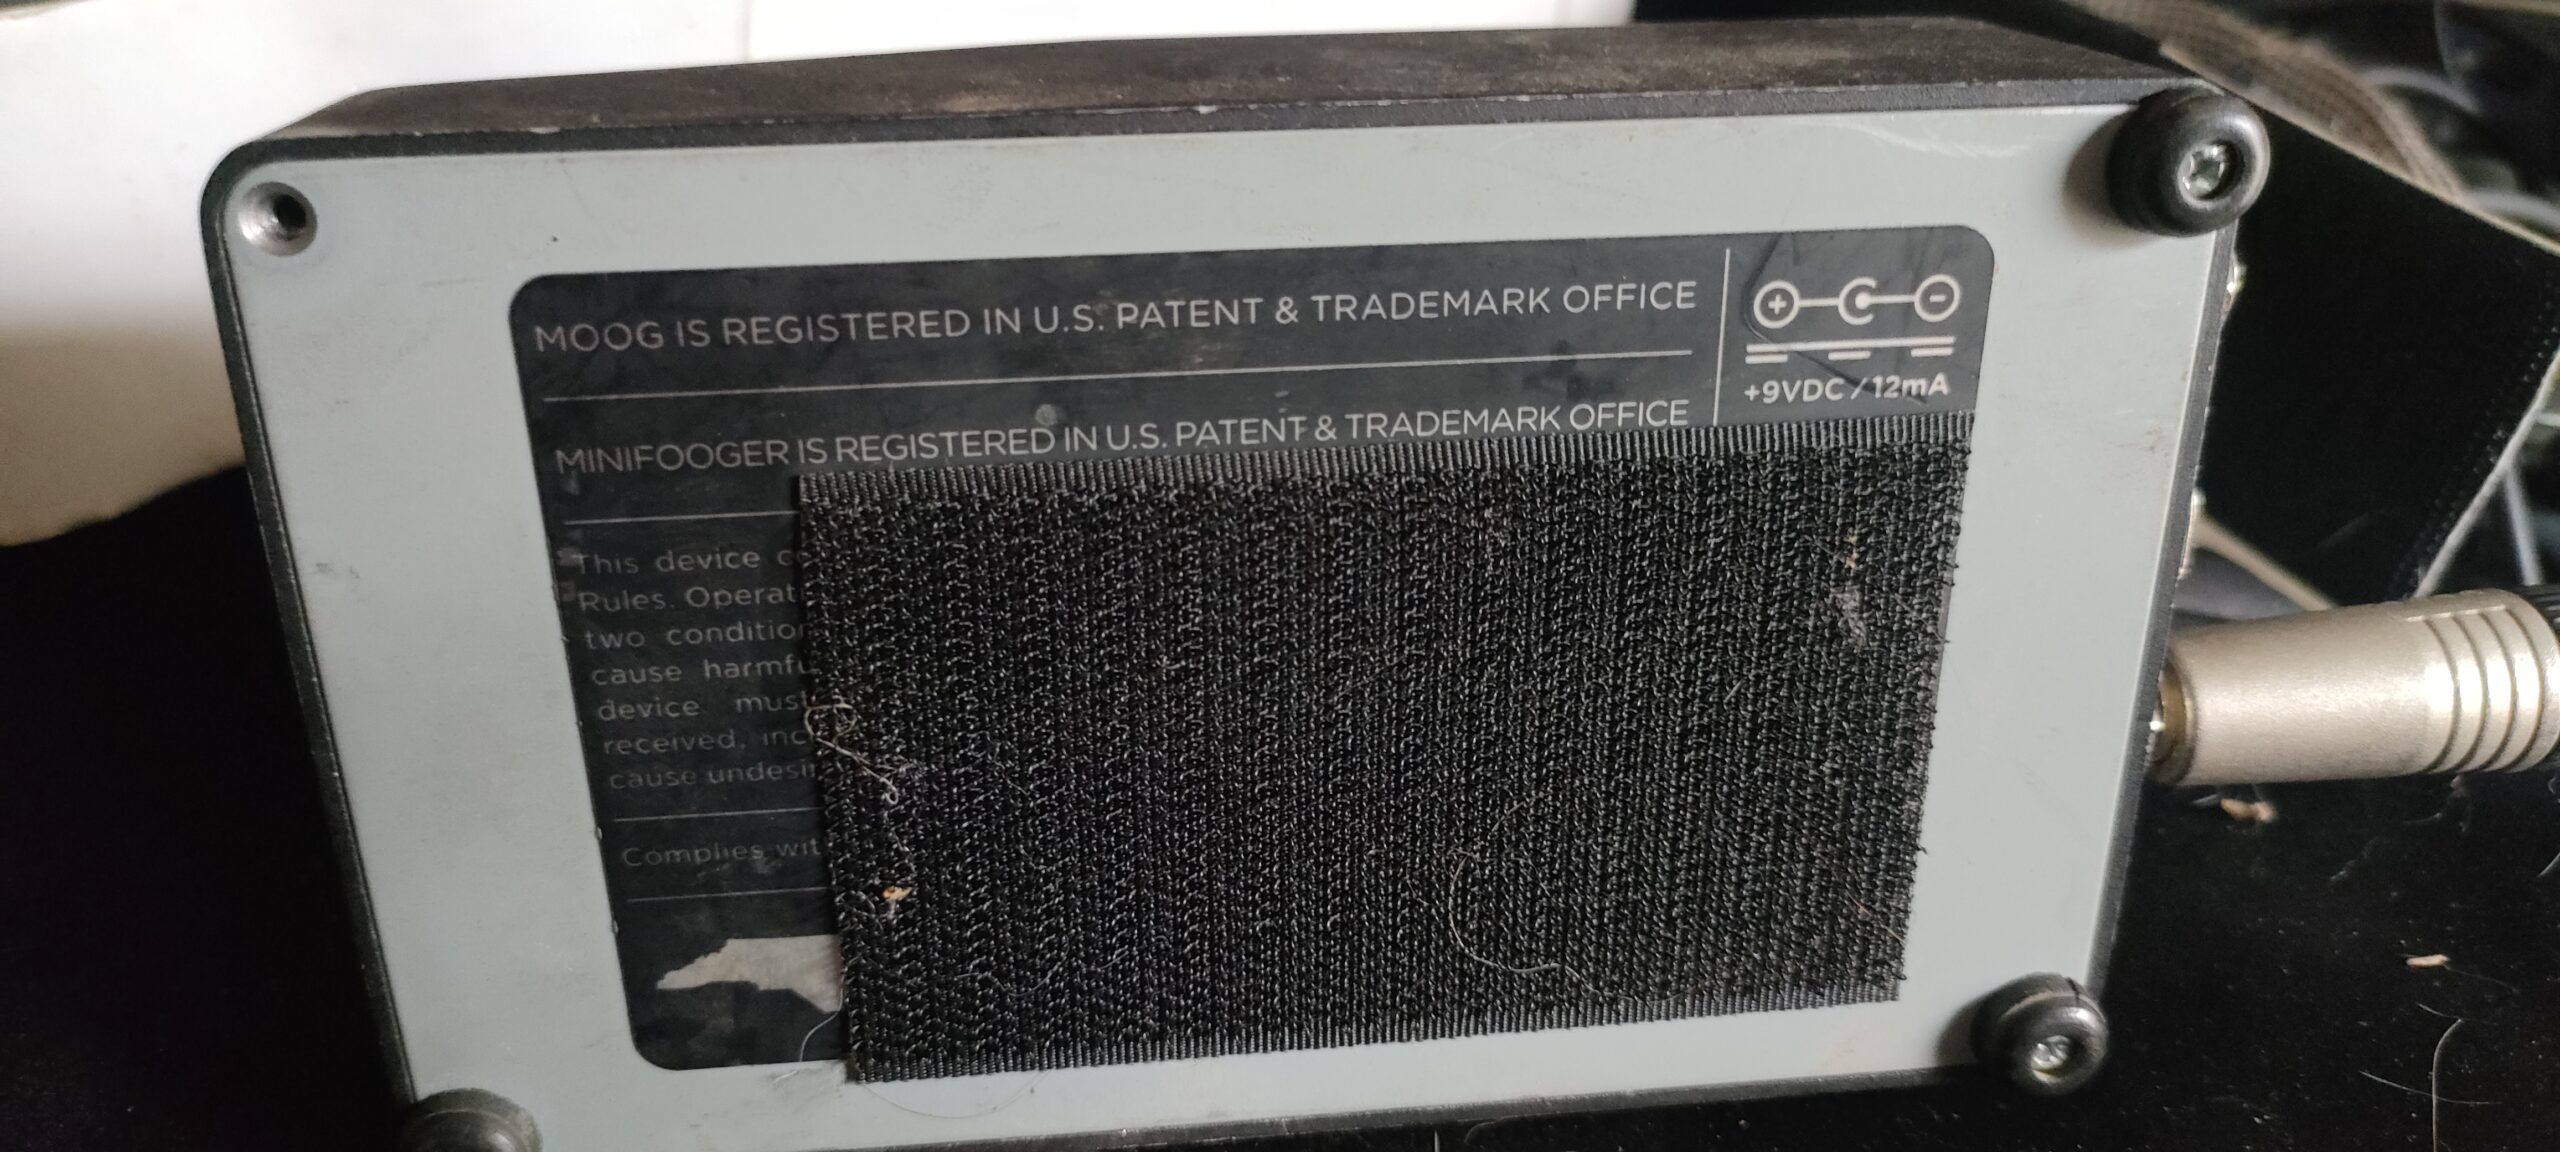 MOOG IS REGISTERED IN U.S. PATENT & TRADEMARK OFFICE
+9VDC / 12mA
MINIFOOGER IS REGISTERED IN U.S. PATENT & TRADEMARK OFFICE
This device
Rules.
two
cause
device
received,
cause
Complies